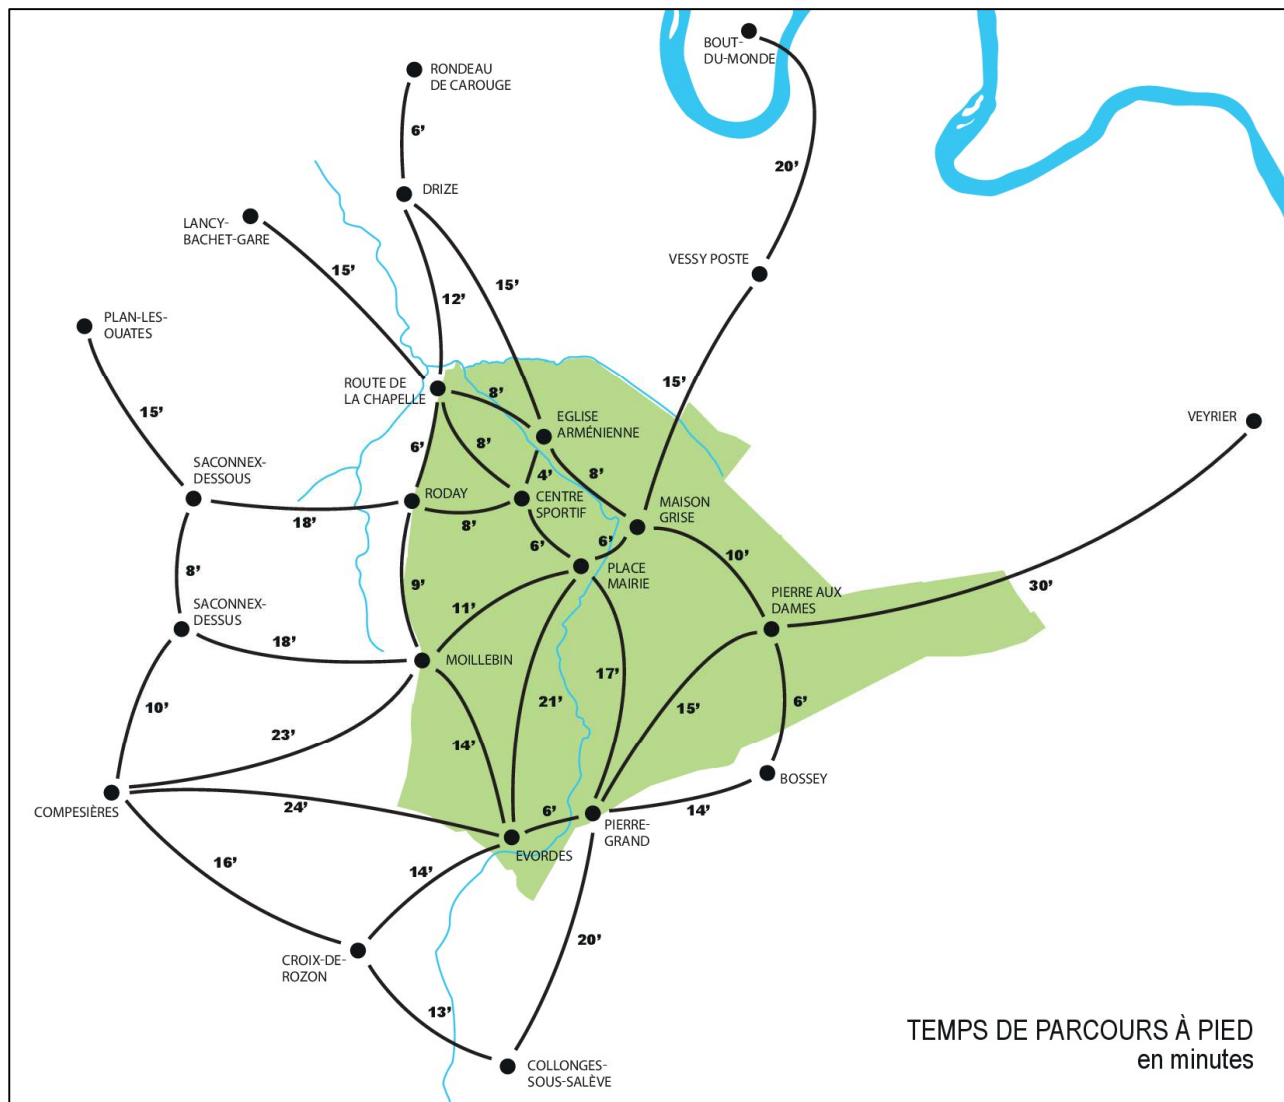 BOUT-
DU-MONDE
RONDEAU
DE CAROUGE
6’
20’
DRIZE
LANCY-
BACHET-GARE
VESSY POSTE
15’
15’
12’
PLAN-LES-
OUATES
15’
ROUTE DE
LA CHAPELLE
8’
15’
EGLISE
ARMÉNIENNE
VEYRIER
6’
8’
SACONNEX-
DESSOUS
4’
8’
RODAY
CENTRE
SPORTIF
MAISON
GRISE
18’
8’
6’
6’
10’
PLACE
MAIRIE
8’
9’
11’
30’
SACONNEX-
DESSUS
PIERRE AUX
DAMES
18’
MOILLEBIN
17’
10’
21’
15’
6’
23’
14’
BOSSEY
COMPESIÈRES
24’
6’
14’
PIERRE-
GRAND
EVORDES
16’
14’
20’
CROIX-DE-
ROZON
13’
COLLONGES-
SOUS-SALÈVE
TEMPS DE PARCOURS À PIED
en minutes